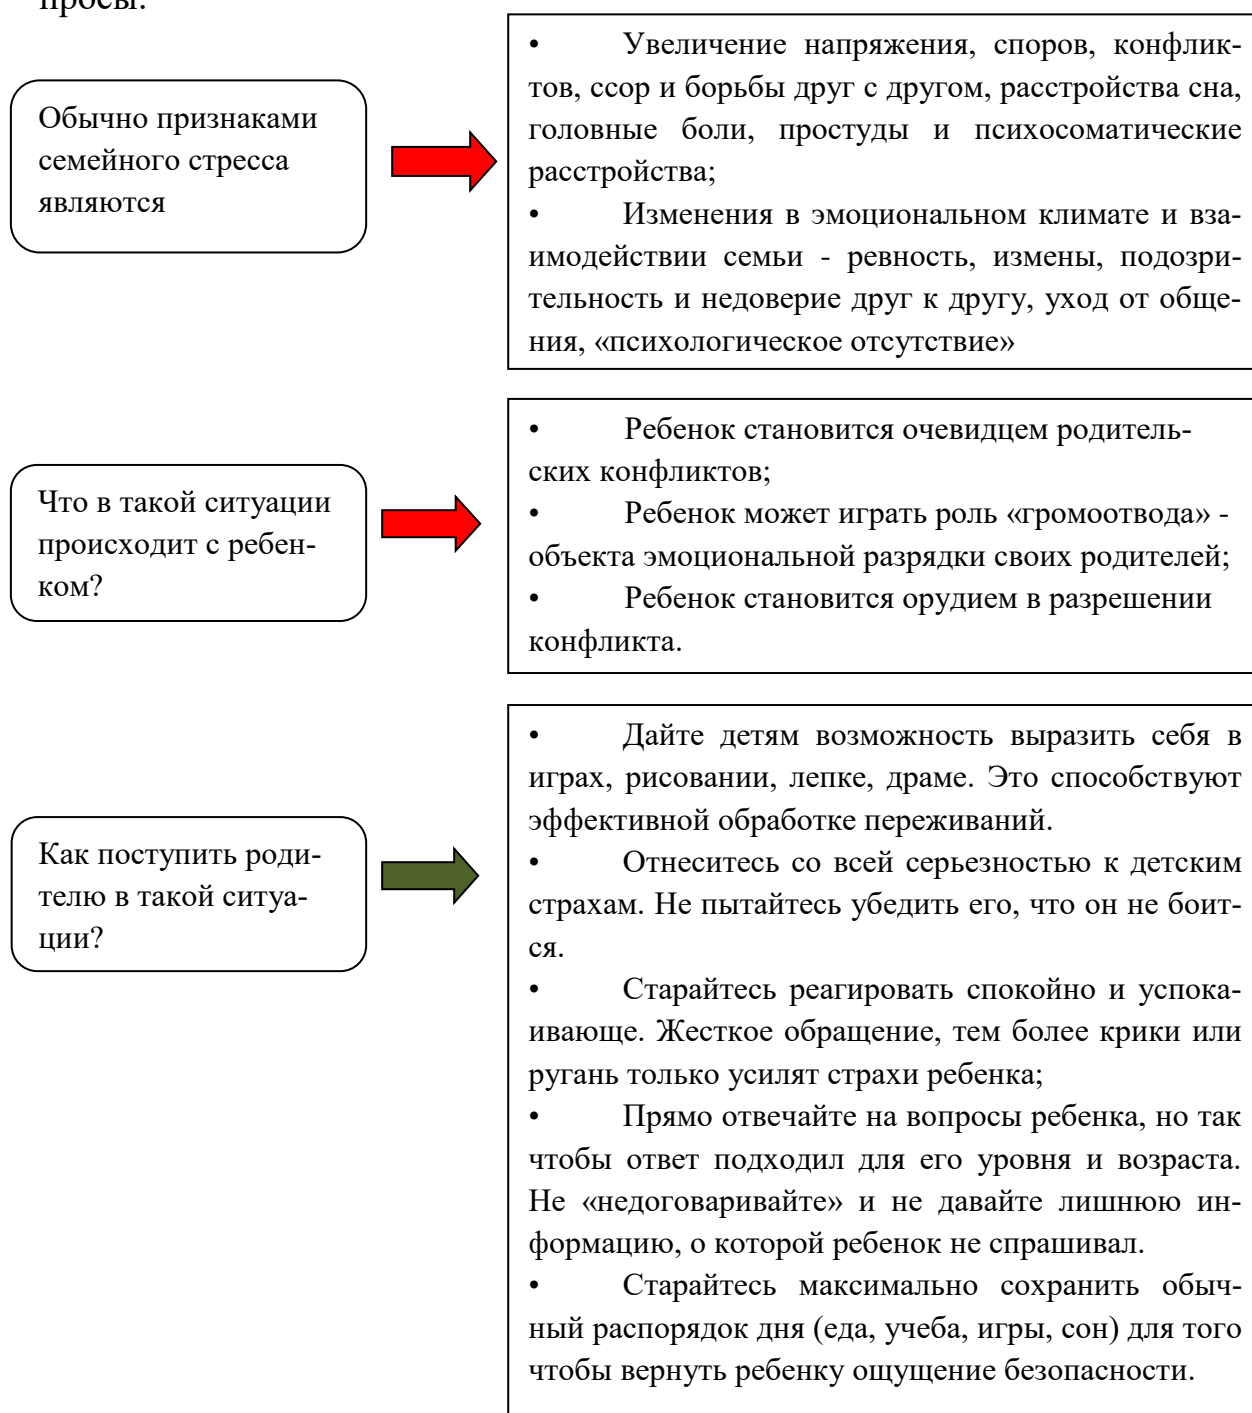 просы:
Обычно признаками
семейного стресса
являются
• Увеличение напряжения, споров, конфлик-
тов, ссор и борьбы друг с другом, расстройства сна,
головные боли, простуды и психосоматические
расстройства;
• Изменения в эмоциональном климате и вза-
имодействии семьи - ревность, измены, подозри-
тельность и недоверие друг к другу, уход от обще-
ния, «психологическое отсутствие»
Что в такой ситуации
происходит с ребен-
ком?
• Ребенок становится очевидцем родитель-
ских конфликтов;
• Ребенок может играть роль «громоотвода» -
объекта эмоциональной разрядки своих родителей;
• Ребенок становится орудием в разрешении
конфликта.
Как поступить роди-
телю в такой ситуа-
ции?
• Дайте детям возможность выразить себя в
играх, рисовании, лепке, драме. Это способствуют
эффективной обработке переживаний.
• Отнеситесь со всей серьезностью к детским
страхам. Не пытайтесь убедить его, что он не боит-
ся.
• Старайтесь реагировать спокойно и успока-
ивающе. Жесткое обращение, тем более крики или
ругань только усилят страхи ребенка;
• Прямо отвечайте на вопросы ребенка, но так
чтобы ответ подходил для его уровня и возраста.
Не «недоговаривайте» и не давайте лишнюю ин-
формацию, о которой ребенок не спрашивал.
• Старайтесь максимально сохранить обыч-
ный распорядок дня (еда, учеба, игры, сон) для того
чтобы вернуть ребенку ощущение безопасности.